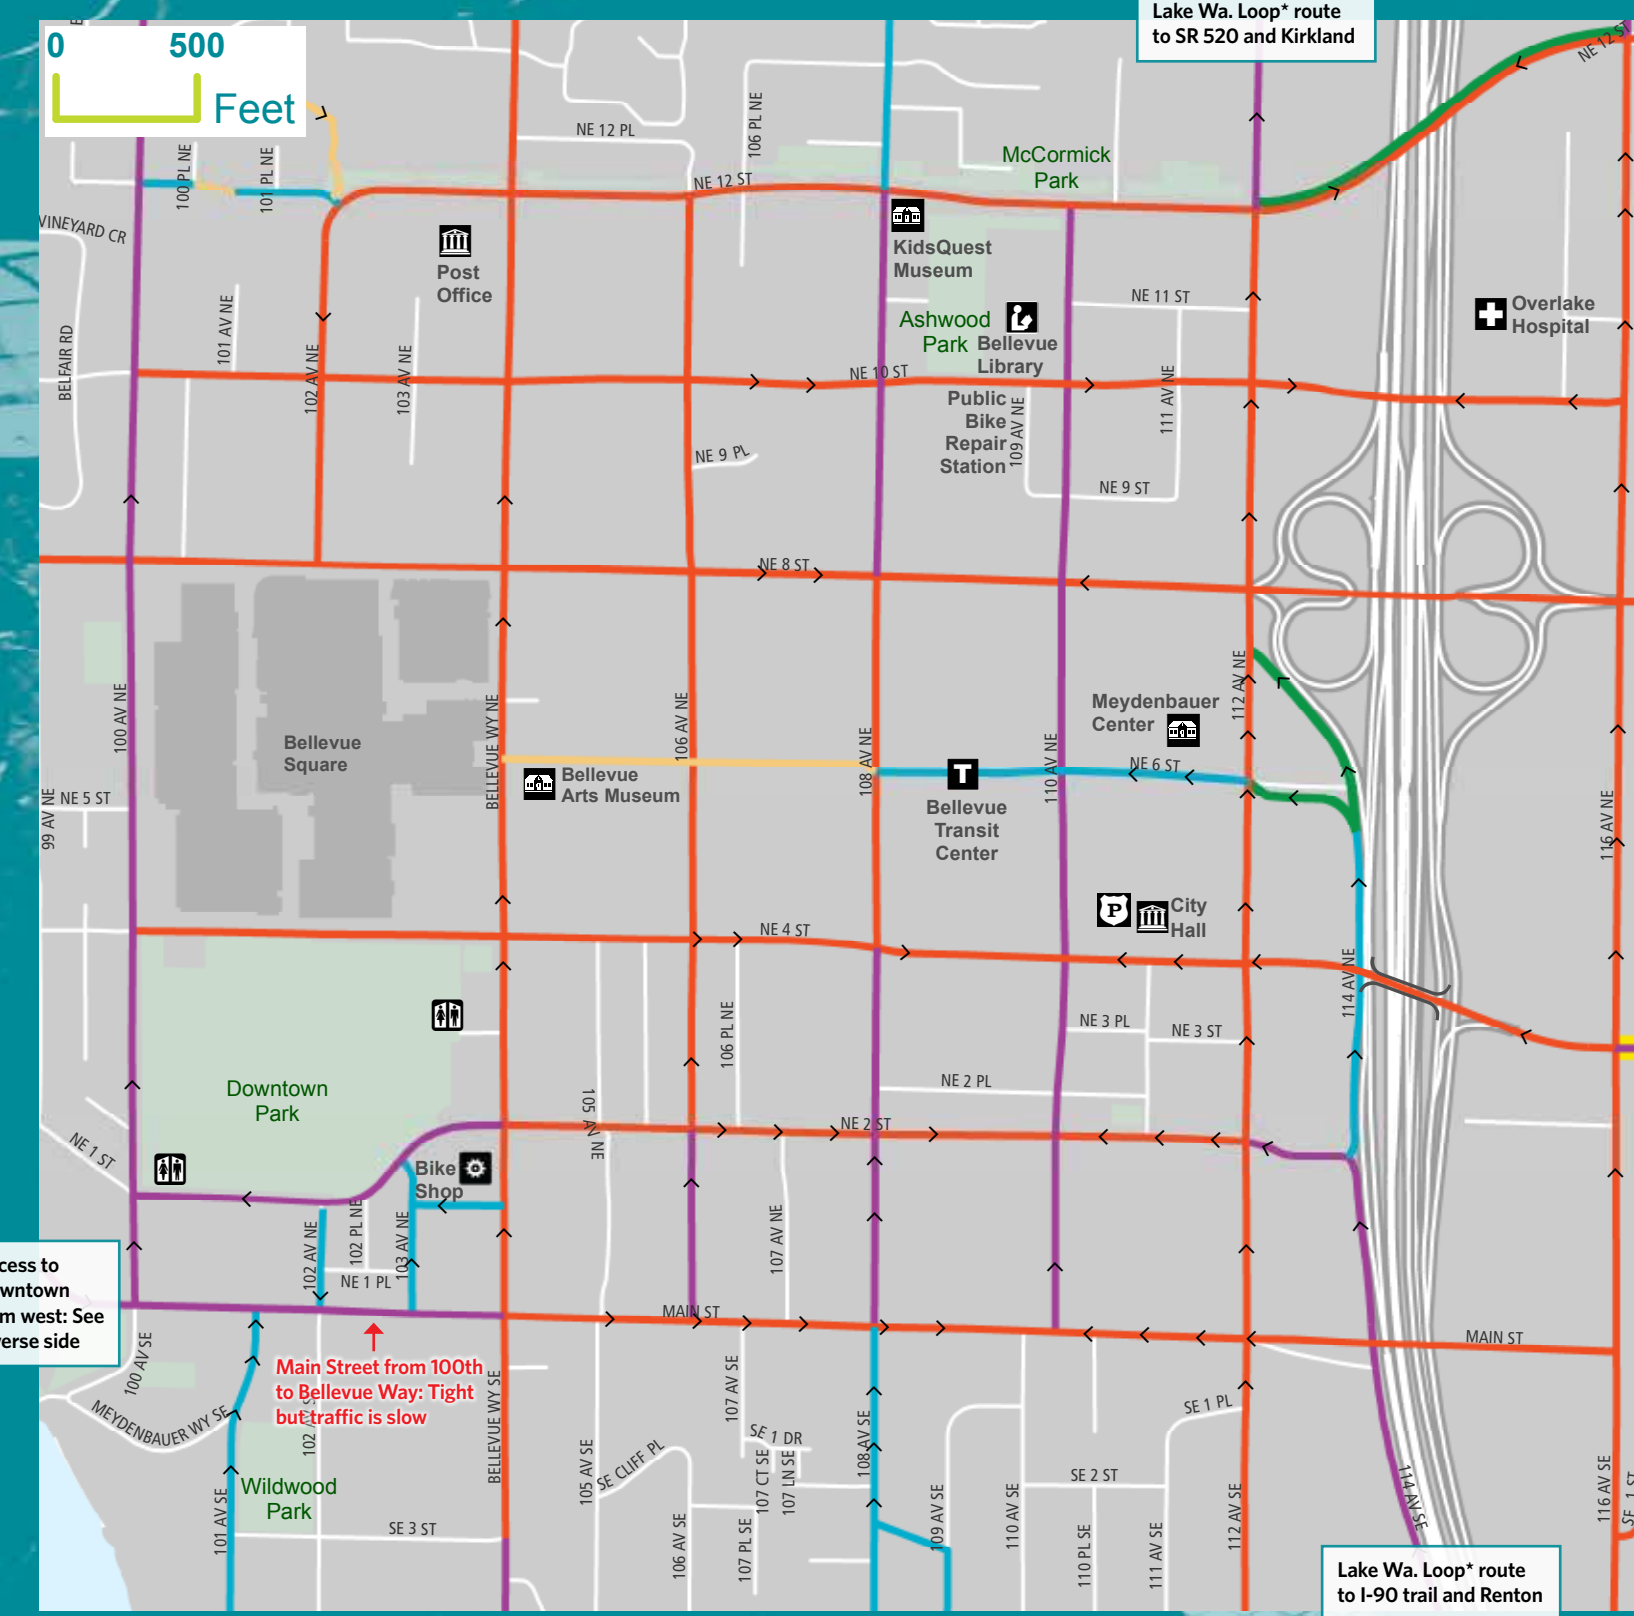 Lake Wa. Loop* route
to SR 520 and Kirkland
0 500
Feet
NE 12 ST
NE 12 PL
106 PL NE
McCormick
Park
100 PL NE
101 PL NE
NE 12 ST
VINEYARD CR
KidsQuest
Museum
Post
Office
101 AV NE
BELFAIR RD
102 AV NE
103 AV NE
Ashwood
Park
Bellevue
Library
NE 11 ST
Overlake
Hospital
NE 10 ST
111 AV NE
Public
Bike
Repair
Station
109 AV NE
NE 9 PL
NE 9 ST
NE 8 ST
100 AV NE
Bellevue
Square
BELLEVUE WY NE
106 AV NE
108 AV NE
110 AV NE
112 AV NE
Meydenbauer
Center
NE 6 ST
T
Bellevue
Arts Museum
Bellevue
Transit
Center
99 AV NE
NE 5 ST
116 AV NE
P
City
Hall
NE 4 ST
114 AV NE
106 PL NE
NE 3 PL
NE 3 ST
Downtown
Park
NE 2 PL
105 AV NE
NE 2 ST
NE 1 ST
Bike
Shop
102 AV NE
102 PL NE
103 AV NE
107 AV NE
NE 1 PL
cess to
wntown
m west: See
erse side
MAIN ST
MAIN ST
100 AV SE
Main Street from 100th
to Bellevue Way: Tight
but traffic is slow
MEYDENBAUER WY SE
BELLEVUE WY SE
107 AV SE
SE 1 DR
SE 1 PL
105 AV SE
SE CLIFF PL
107 CT SE
107 LN SE
108 AV SE
SE 2 ST
114 AV SE
Wildwood
Park
101 AV SE
SE 3 ST
106 AV SE
107 PL SE
109 AV SE
110 AV SE
110 PL SE
111 AV SE
112 AV SE
116 AV SE
SE 1 ST
Lake Wa. Loop* route
to I-90 trail and Renton